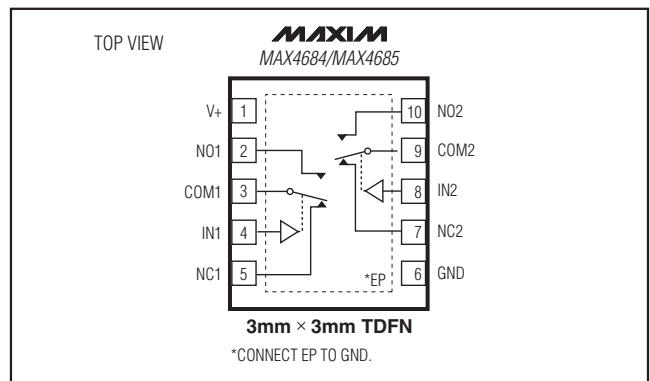 TOP VIEW
MAXIM
MAX4684/MAX4685
V+ 1
10 NO2
NO1 2
9 COM2
COM1 3
8 IN2
IN1 4
7 NC2
NC1 5
*EP
6 GND
3mm × 3mm TDFN
*CONNECT EP TO GND.